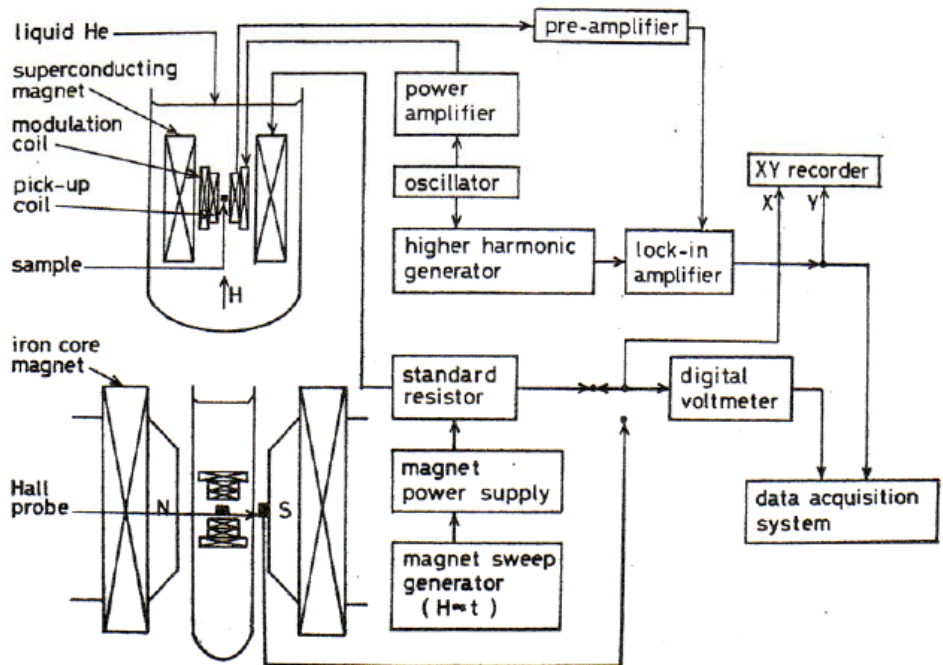 liquid He
superconducting
magnet
modulation
coil
pick-up
coil
sample
H
pre-amplifier
power
amplifier
oscillator
higher harmonic
generator
lock-in
amplifier
XY recorder
X
Y
iron core
magnet
Hall
probe
N
S
standard
resistor
digital
voltmeter
magnet
power supply
magnet sweep
generator
(H∝t)
data acquisition
system